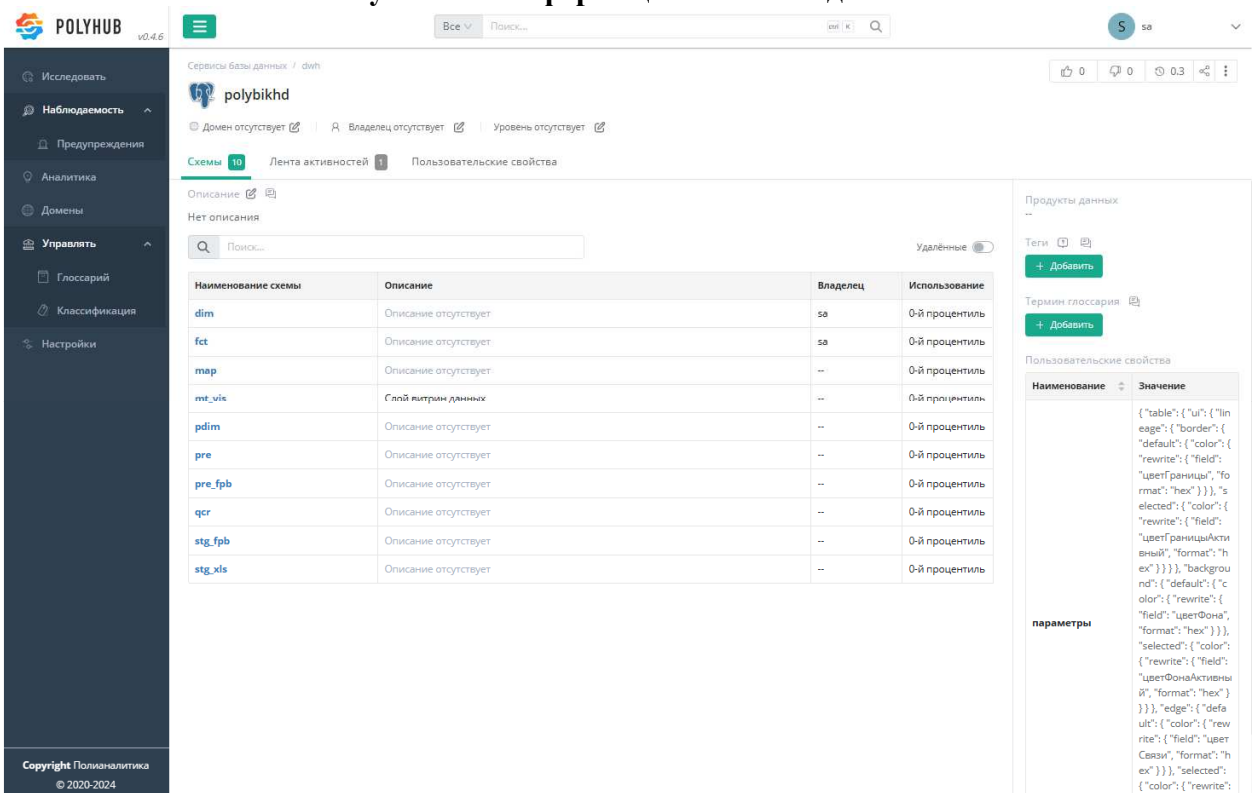 POLYHUB v0.4.6
Все Поиск... ctrl K
S sa
Исследовать
Наблюдаемость
Предупреждения
Аналитика
Домены
Управлять
Глоссарий
Классификация
Настройки
Copyright Полианалитика
© 2020-2024
Сервисы базы данных / dwh
0 0 0.3
polybikhd
Домен отсутствует Владелец отсутствует Уровень отсутствует
Схемы 10 Лента активностей 1 Пользовательские свойства
Описание
Нет описания
Поиск... Удалённые
Наименование схемы Описание Владелец Использование
dim Описание отсутствует sa 0-й процентиль
fct Описание отсутствует sa 0-й процентиль
map Описание отсутствует -- 0-й процентиль
mt_vis Слой витрин данных -- 0-й процентиль
pdim Описание отсутствует -- 0-й процентиль
pre Описание отсутствует -- 0-й процентиль
pre_fpb Описание отсутствует -- 0-й процентиль
qcr Описание отсутствует -- 0-й процентиль
stg_fpb Описание отсутствует -- 0-й процентиль
stg_xls Описание отсутствует -- 0-й процентиль
Продукты данных
--
Теги
+ Добавить
Термин глоссария
+ Добавить
Пользовательские свойства
Наименование Значение
параметры
{ "table": { "ui": { "lin
eage": { "border": {
"default": { "color": {
"rewrite": { "field":
"цветГраницы", "fo
rmat": "hex" } } }, "s
elected": { "color": {
"rewrite": { "field":
"цветГраницыАкти
вный", "format": "h
ex" } } } }, "backgrou
nd": { "default": { "c
olor": { "rewrite": {
"field": "цветФона",
"format": "hex" } } },
"selected": { "color":
{ "rewrite": { "field":
"цветФонаАктивны
й", "format": "hex" }
} } }, "edge": { "defa
ult": { "color": { "rew
rite": { "field": "цвет
Связи", "format": "h
ex" } } }, "selected":
{ "color": { "rewrite":